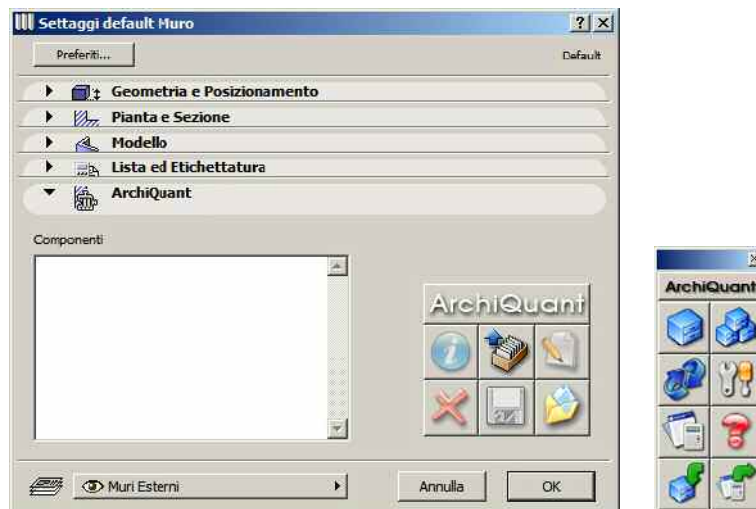 Settaggi default Muro
Preferiti...
Default
Geometria e Posizionamento
Pianta e Sezione
Modello
Lista ed Etichettatura
ArchiQuant
Componenti
ArchiQuant
Muri Esterni
Annulla
OK
ArchiQuant